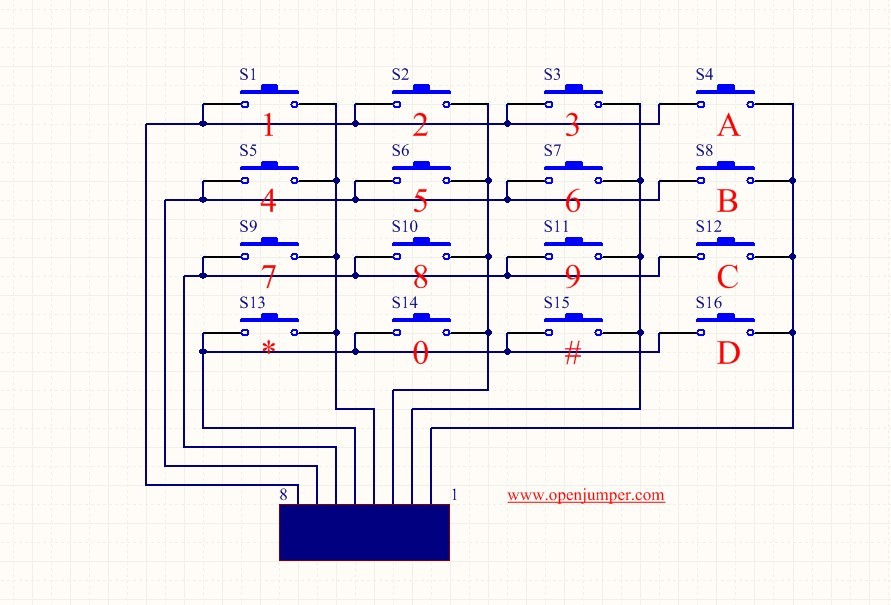 S1 S2 S3 S4
1 2 3 A
S5 S6 S7 S8
4 5 6 B
S9 S10 S11 S12
7 8 9 C
S13 S14 S15 S16
* 0 # D
8 1 www.openjumper.com